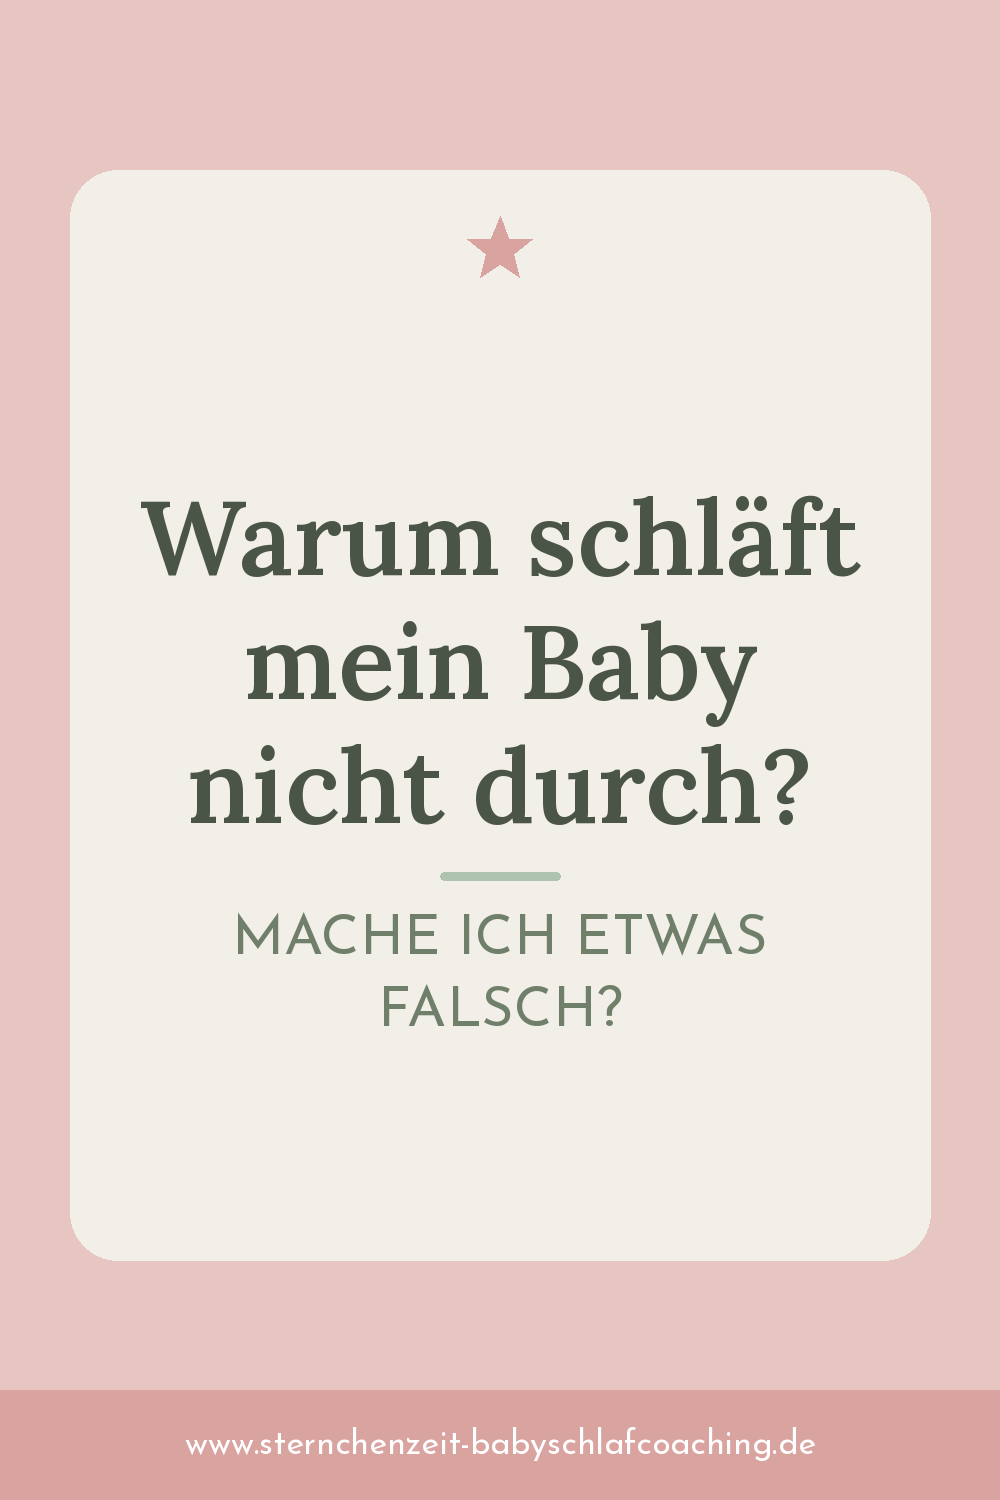 Warum schläft
mein Baby
nicht durch?
MACHE ICH ETWAS
FALSCH?
www.sternchenzeit-babyschlafcoaching.de